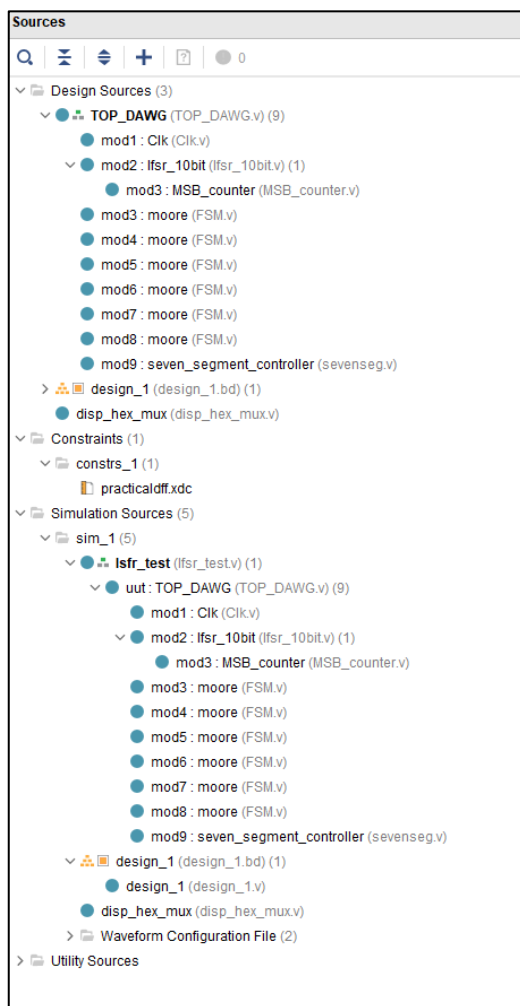 Sources
0
Design Sources (3)
TOP_DAWG (TOP_DAWG.v) (9)
mod1 : Clk (Clk.v)
mod2 : lfsr_10bit (lfsr_10bit.v) (1)
mod3 : MSB_counter (MSB_counter.v)
mod3 : moore (FSM.v)
mod4 : moore (FSM.v)
mod5 : moore (FSM.v)
mod6 : moore (FSM.v)
mod7 : moore (FSM.v)
mod8 : moore (FSM.v)
mod9 : seven_segment_controller (sevenseg.v)
design_1 (design_1.bd) (1)
disp_hex_mux (disp_hex_mux.v)
Constraints (1)
constrs_1 (1)
practicaldff.xdc
Simulation Sources (5)
sim_1 (5)
lsfr_test (lfsr_test.v) (1)
uut : TOP_DAWG (TOP_DAWG.v) (9)
mod1 : Clk (Clk.v)
mod2 : lfsr_10bit (lfsr_10bit.v) (1)
mod3 : MSB_counter (MSB_counter.v)
mod3 : moore (FSM.v)
mod4 : moore (FSM.v)
mod5 : moore (FSM.v)
mod6 : moore (FSM.v)
mod7 : moore (FSM.v)
mod8 : moore (FSM.v)
mod9 : seven_segment_controller (sevenseg.v)
design_1 (design_1.bd) (1)
design_1 (design_1.v)
disp_hex_mux (disp_hex_mux.v)
Waveform Configuration File (2)
Utility Sources